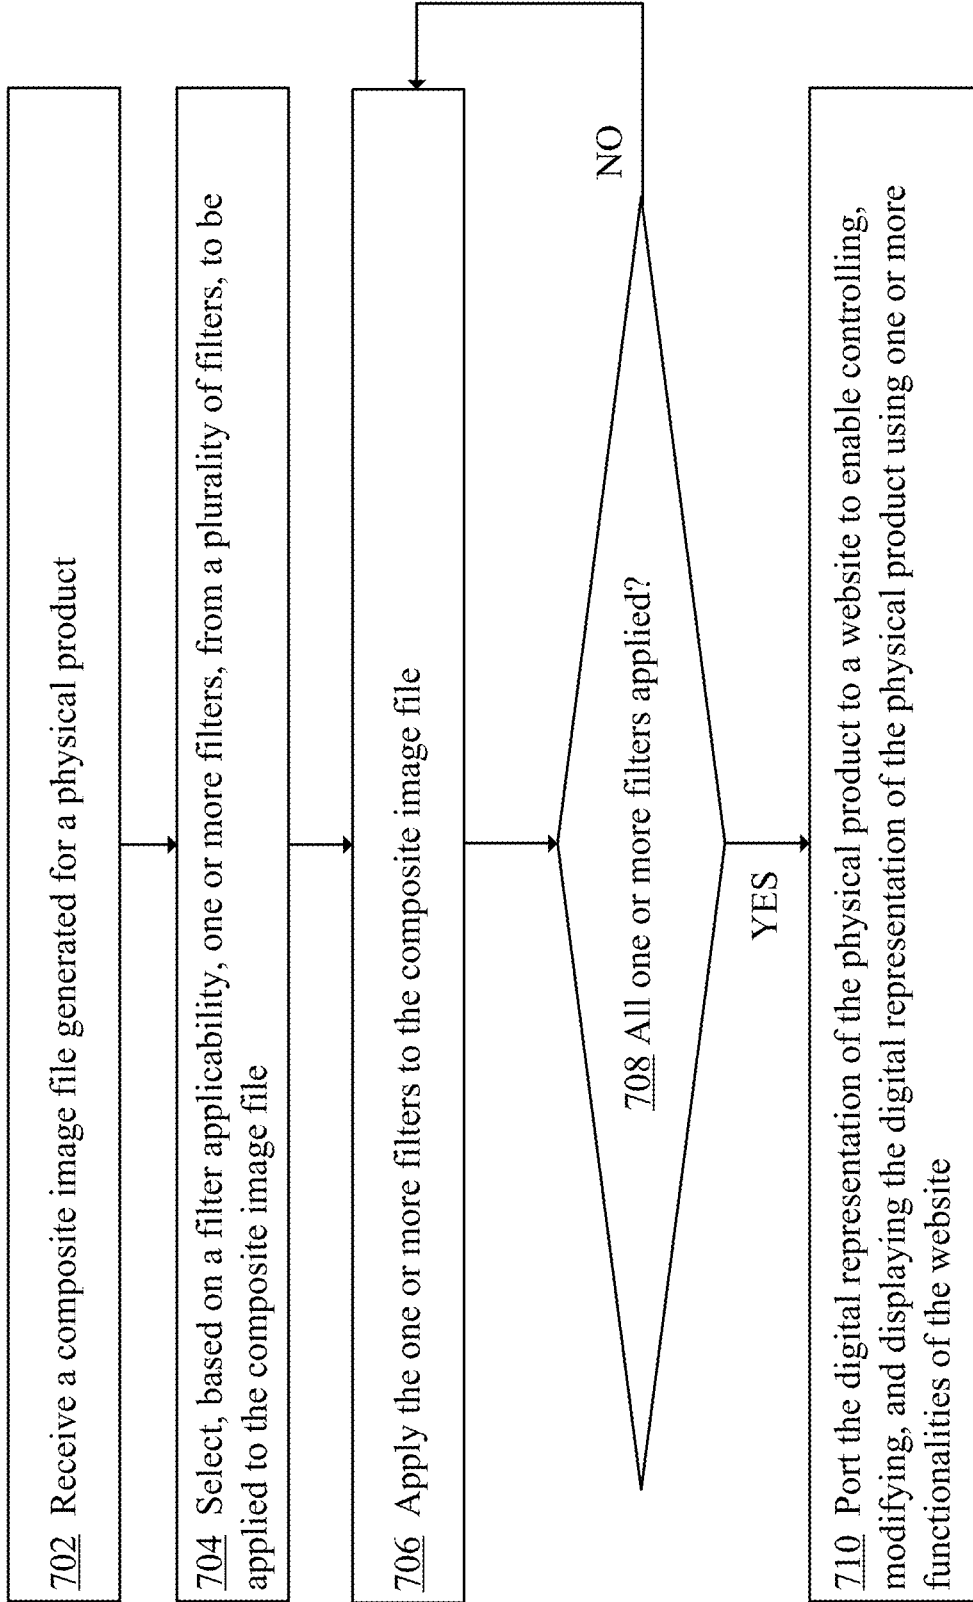 702 Receive a composite image file generated for a physical product
704 Select, based on a filter applicability, one or more filters, from a plurality of filters, to be
applied to the composite image file
706 Apply the one or more filters to the composite image file
708 All one or more filters applied?
NO
YES
710 Port the digital representation of the physical product to a website to enable controlling,
modifying, and displaying the digital representation of the physical product using one or more
functionalities of the website